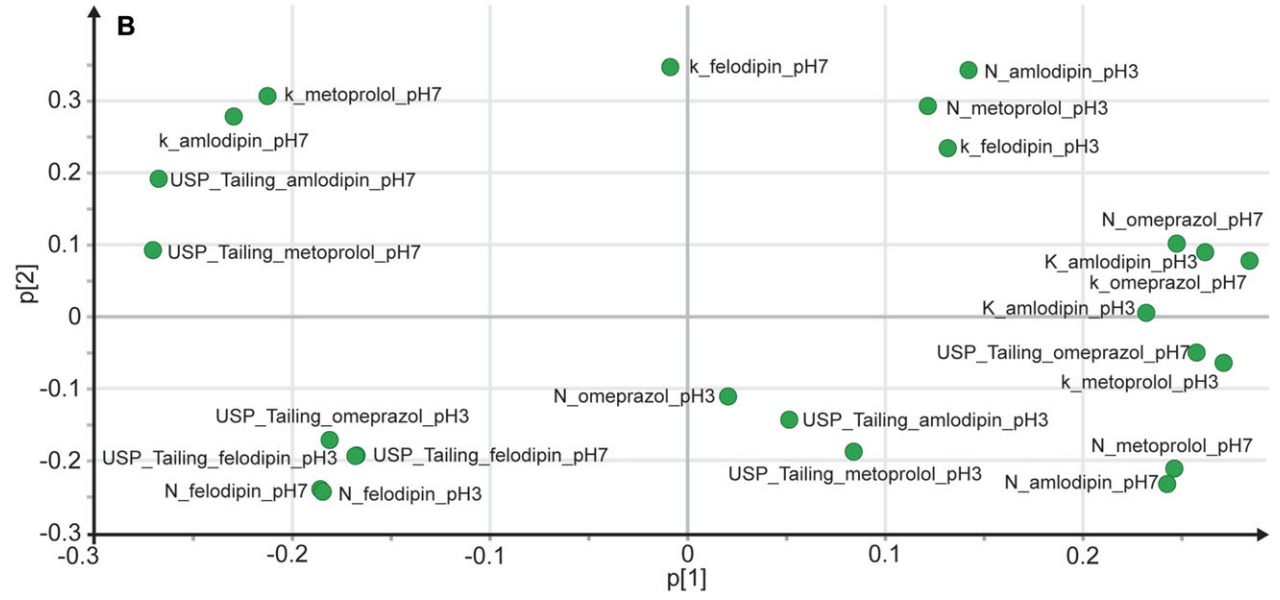 B
k_felodipin_pH7
N_amlodipin_pH3
k_metoprolol_pH7
N_metoprolol_pH3
0.3
k_amlodipin_pH7
k_felodipin_pH3
0.2
USP_Tailing_amlodipin_pH7
N_omeprazol_pH7
0.1
USP_Tailing_metoprolol_pH7
K_amlodipin_pH3
k_omeprazol_pH7
p[2]
0
K_amlodipin_pH3
USP_Tailing_omeprazol_pH7
k_metoprolol_pH3
-0.1
N_omeprazol_pH3
USP_Tailing_omeprazol_pH3
USP_Tailing_amlodipin_pH3
N_metoprolol_pH7
-0.2
USP_Tailing_felodipin_pH3
USP_Tailing_felodipin_pH7
USP_Tailing_metoprolol_pH3
N_felodipin_pH7
N_felodipin_pH3
N_amlodipin_pH7
-0.3
-0.3
-0.2
-0.1
0
0.1
0.2
p[1]